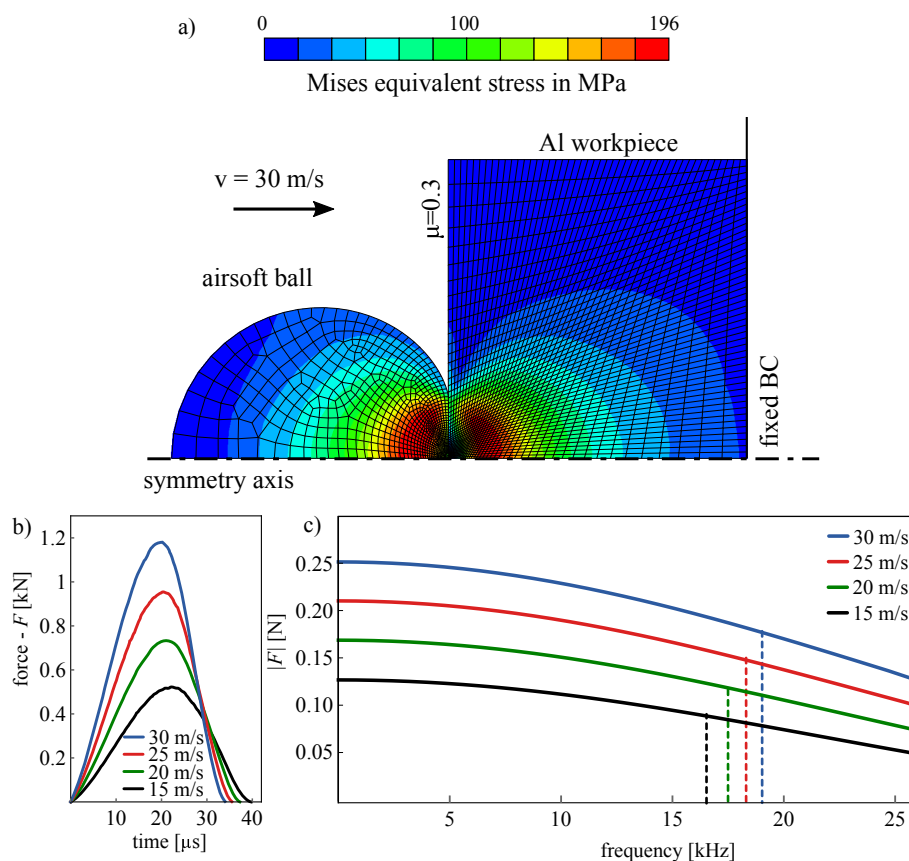 a)
0 100 196
Mises equivalent stress in MPa
Al workpiece
v = 30 m/s
μ=0.3
airsoft ball
fixed BC
symmetry axis
b)
force - F [kN]
1.2
1
0.8
0.6
0.4
0.2
30 m/s
25 m/s
20 m/s
15 m/s
0 10 20 30 40
time [µs]
c)
|F| [N]
0.25
0.20
0.15
0.10
0.05
30 m/s
25 m/s
20 m/s
15 m/s
5 10 15 20 25
frequency [kHz]